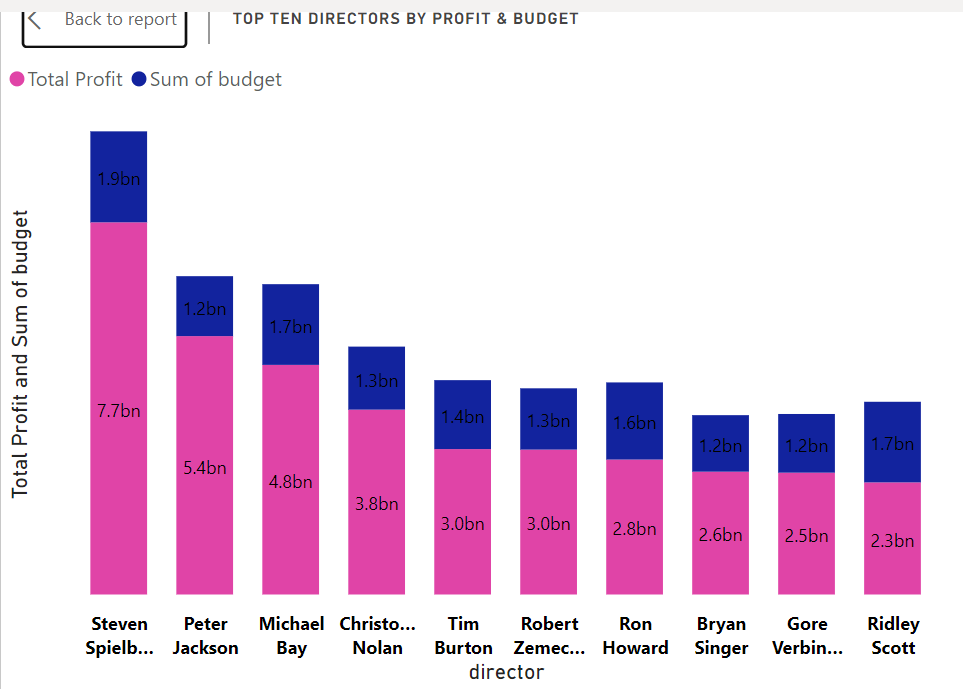 Back to report
TOP TEN DIRECTORS BY PROFIT & BUDGET
Total Profit Sum of budget
Total Profit and Sum of budget
1.9bn
7.7bn
1.2bn
5.4bn
1.7bn
4.8bn
1.3bn
3.8bn
1.4bn
3.0bn
1.3bn
3.0bn
1.6bn
2.8bn
1.2bn
2.6bn
1.2bn
2.5bn
1.7bn
2.3bn
Steven
Spielb...
Peter
Jackson
Michael
Bay
Christo...
Nolan
Tim
Burton
Robert
Zemec...
Ron
Howard
Bryan
Singer
Gore
Verbin...
Ridley
Scott
director